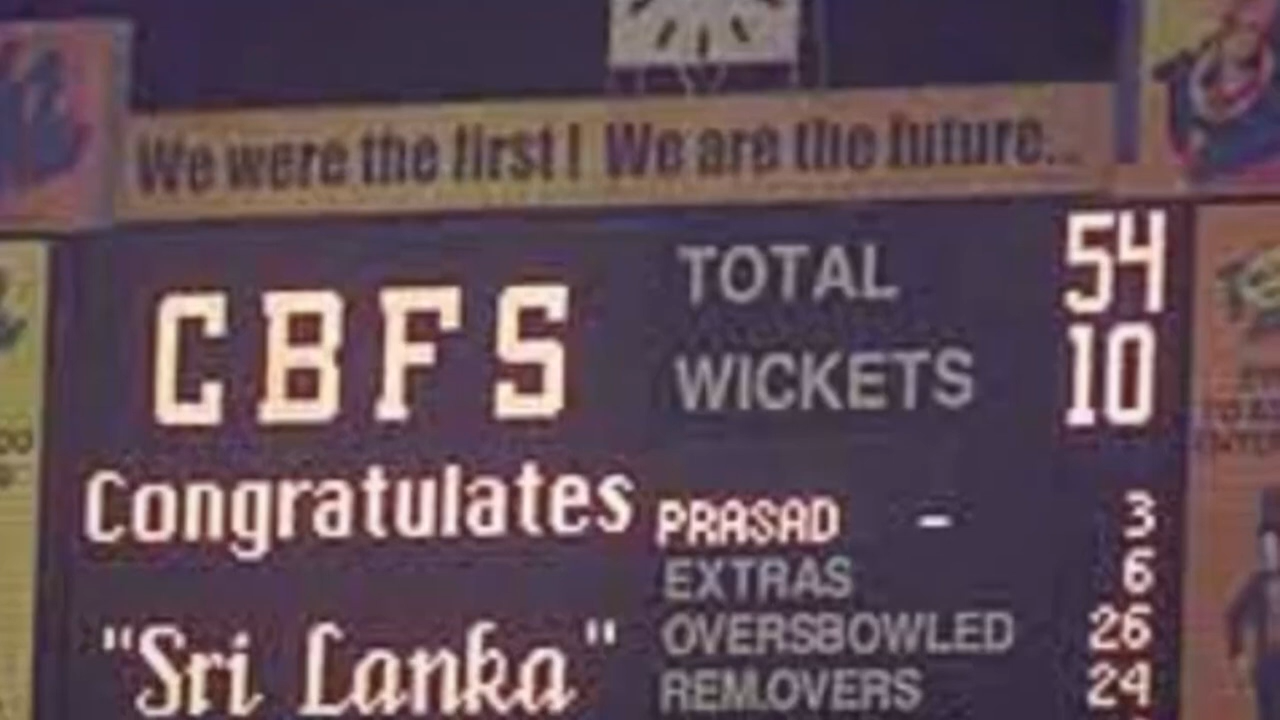 We were the first! We are the future...
CBFS
Congratulates
"Sri Lanka"
TOTAL 54
WICKETS 10
PRASAD - 3
EXTRAS 6
OVERSBOWLED 26
REM.OVERS 24